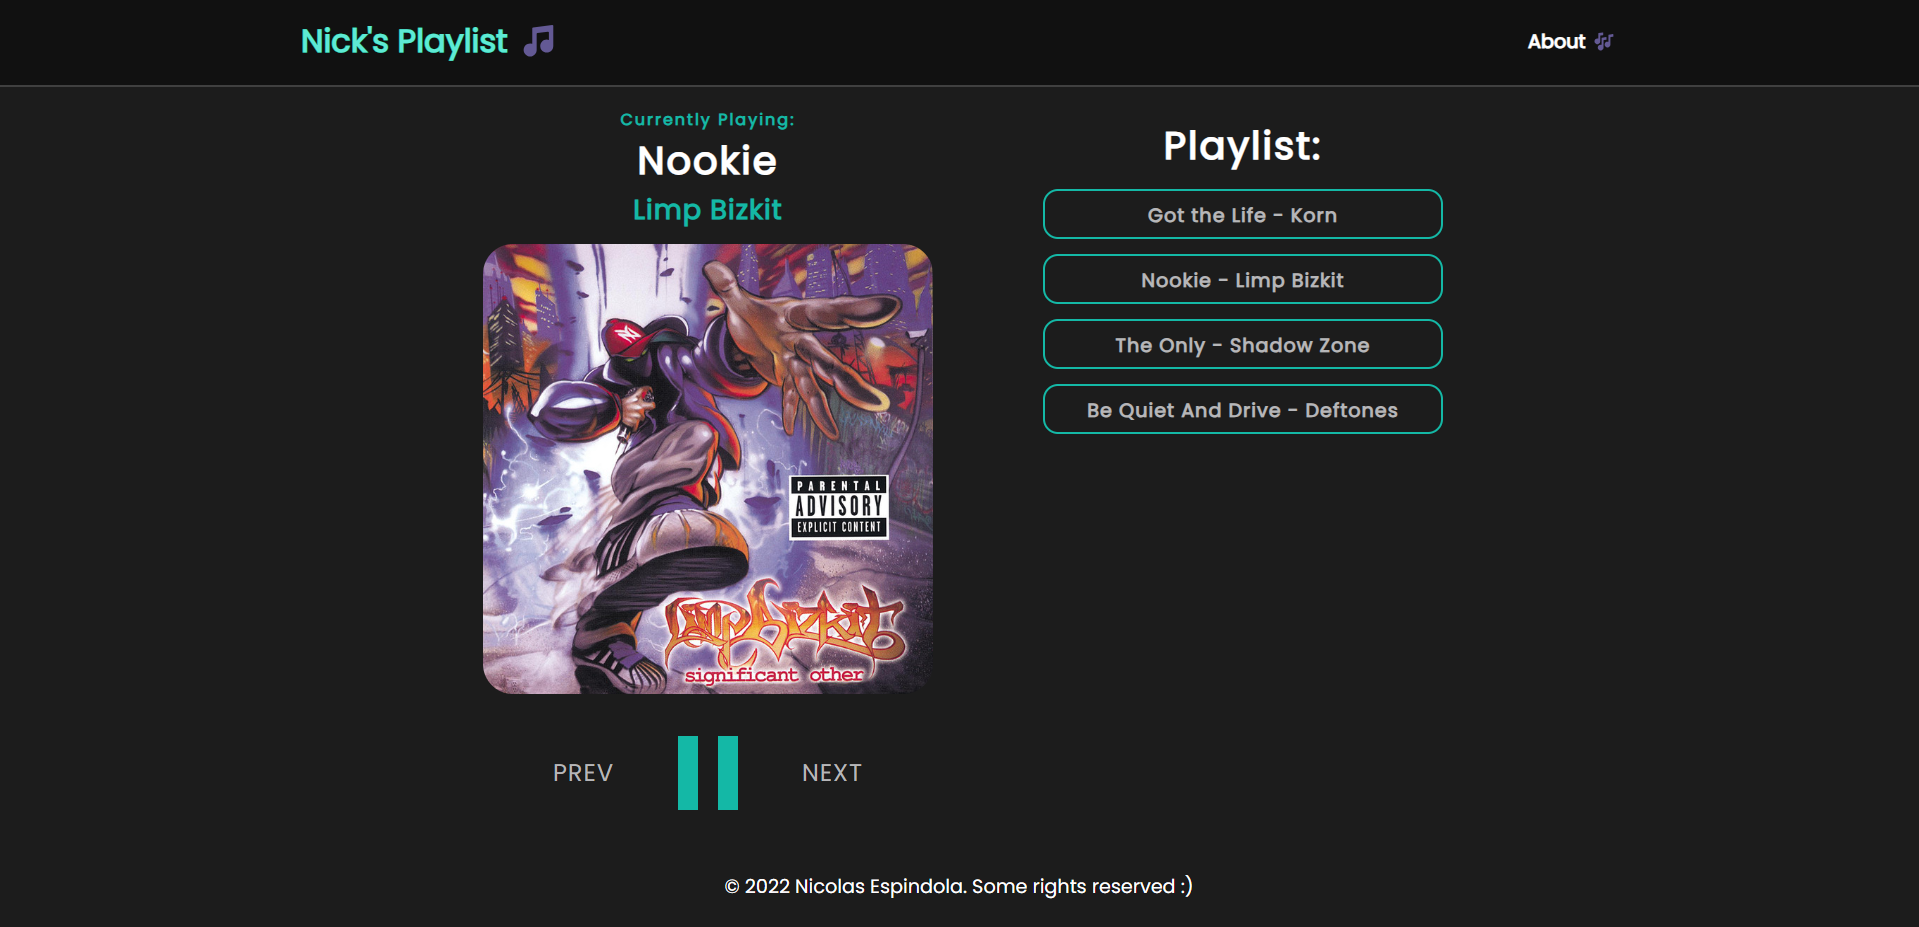 Nick's Playlist
About
Currently Playing:
Nookie
Limp Bizkit
PARENTAL
ADVISORY
EXPLICIT CONTENT
LimpBizkit
significant other
PREV
NEXT
Playlist:
Got the Life - Korn
Nookie - Limp Bizkit
The Only - Shadow Zone
Be Quiet And Drive - Deftones
© 2022 Nicolas Espindola. Some rights reserved :)